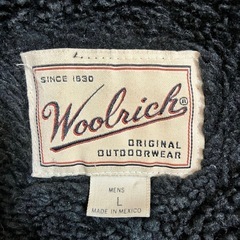 SINCE 1830
Woolrich®
ORIGINAL
OUTDOORWEAR
MENS
L
MADE IN MEXICO